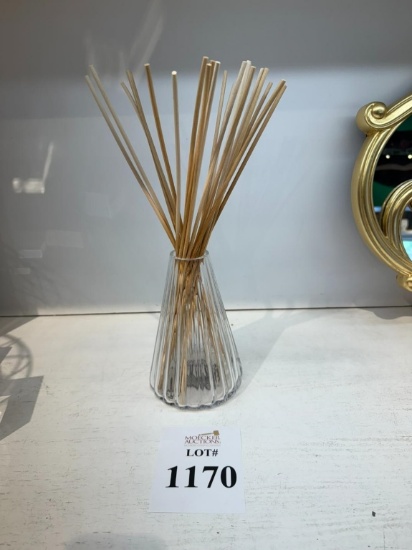 MOECKER
AUCTIONS
LOT#
1170